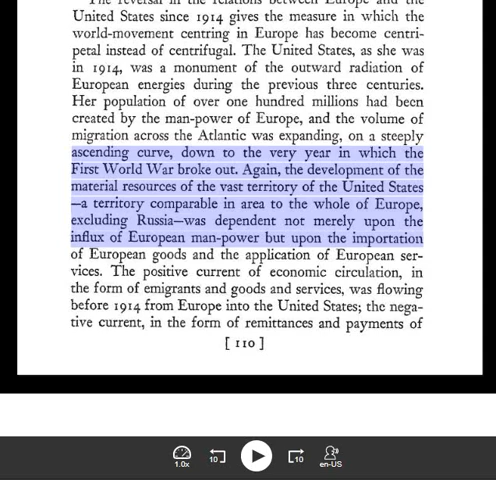 The reversal in the relations between Europe and the
United States since 1914 gives the measure in which the
world-movement centring in Europe has become centri-
petal instead of centrifugal. The United States, as she was
in 1914, was a monument of the outward radiation of
European energies during the previous three centuries.
Her population of over one hundred millions had been
created by the man-power of Europe, and the volume of
migration across the Atlantic was expanding, on a steeply
ascending curve, down to the very year in which the
First World War broke out. Again, the development of the
material resources of the vast territory of the United States
—a territory comparable in area to the whole of Europe,
excluding Russia—was dependent not merely upon the
influx of European man-power but upon the importation
of European goods and the application of European ser-
vices. The positive current of economic circulation, in
the form of emigrants and goods and services, was flowing
before 1914 from Europe into the United States; the nega-
tive current, in the form of remittances and payments of
[ 110 ]
1.0x
10
10
en-US